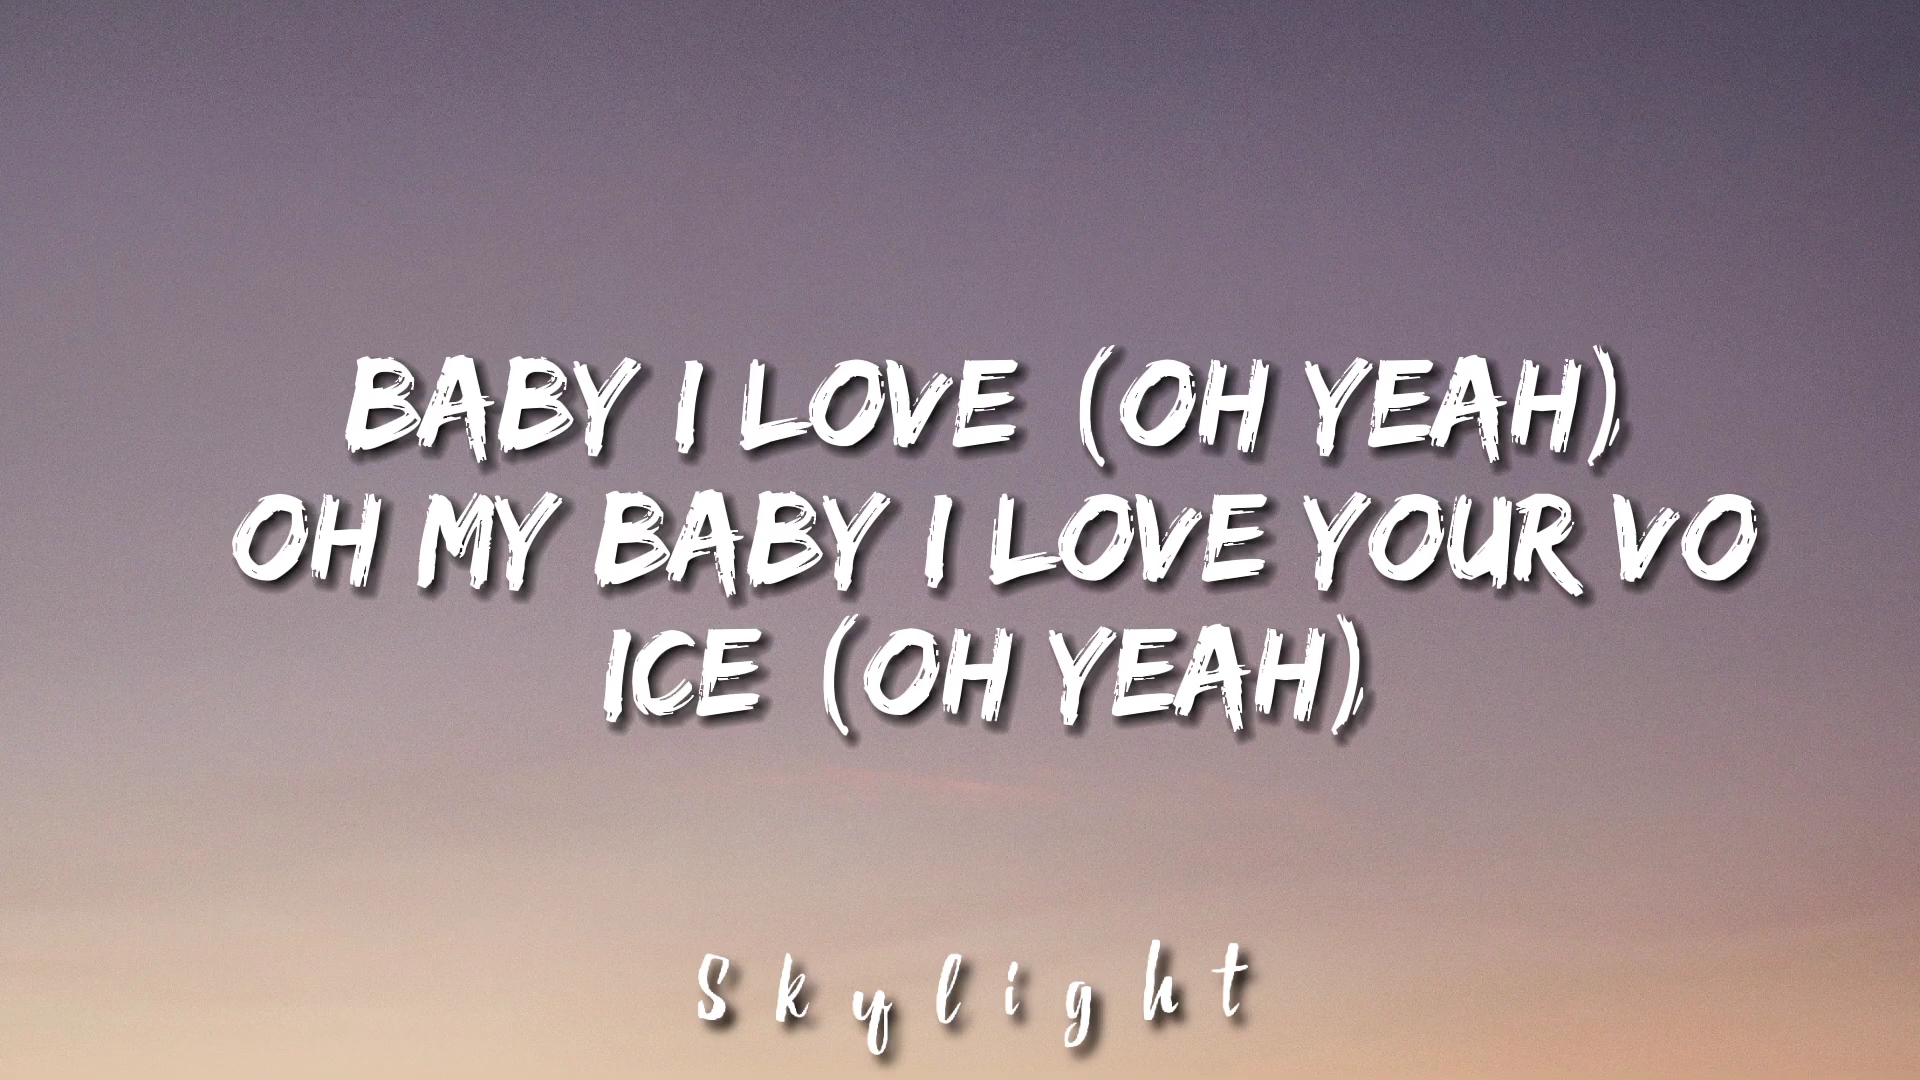 BABY I LOVE (OH YEAH)
OH MY BABY I LOVE YOUR VO
ICE (OH YEAH)
Skylight